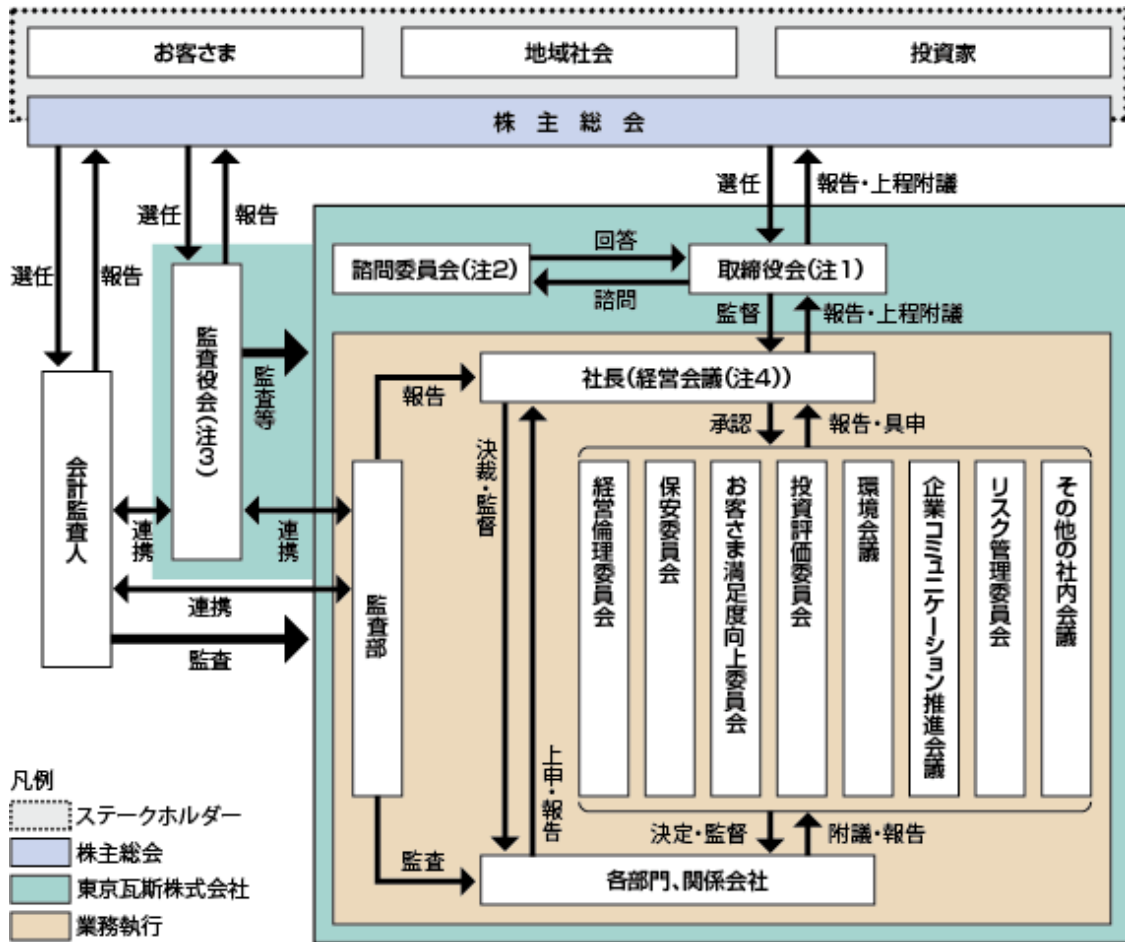 お客さま
地域社会
投資家
株主総会
選任
報告
選任
報告
選任
報告・上程附議
諮問委員会(注2)
回答
諮問
取締役会(注1)
監督
報告・上程附議
監査役会(注3)
監査等
会計監査人
連携
連携
連携
監査
社長(経営会議(注4))
報告
決裁・監督
上申・報告
承認
報告・具申
監査部
経営倫理委員会
保安委員会
お客さま満足度向上委員会
投資評価委員会
環境会議
企業コミュニケーション推進会議
リスク管理委員会
その他の社内会議
決定・監督
附議・報告
監査
各部門、関係会社
凡例
ステークホルダー
株主総会
東京瓦斯株式会社
業務執行